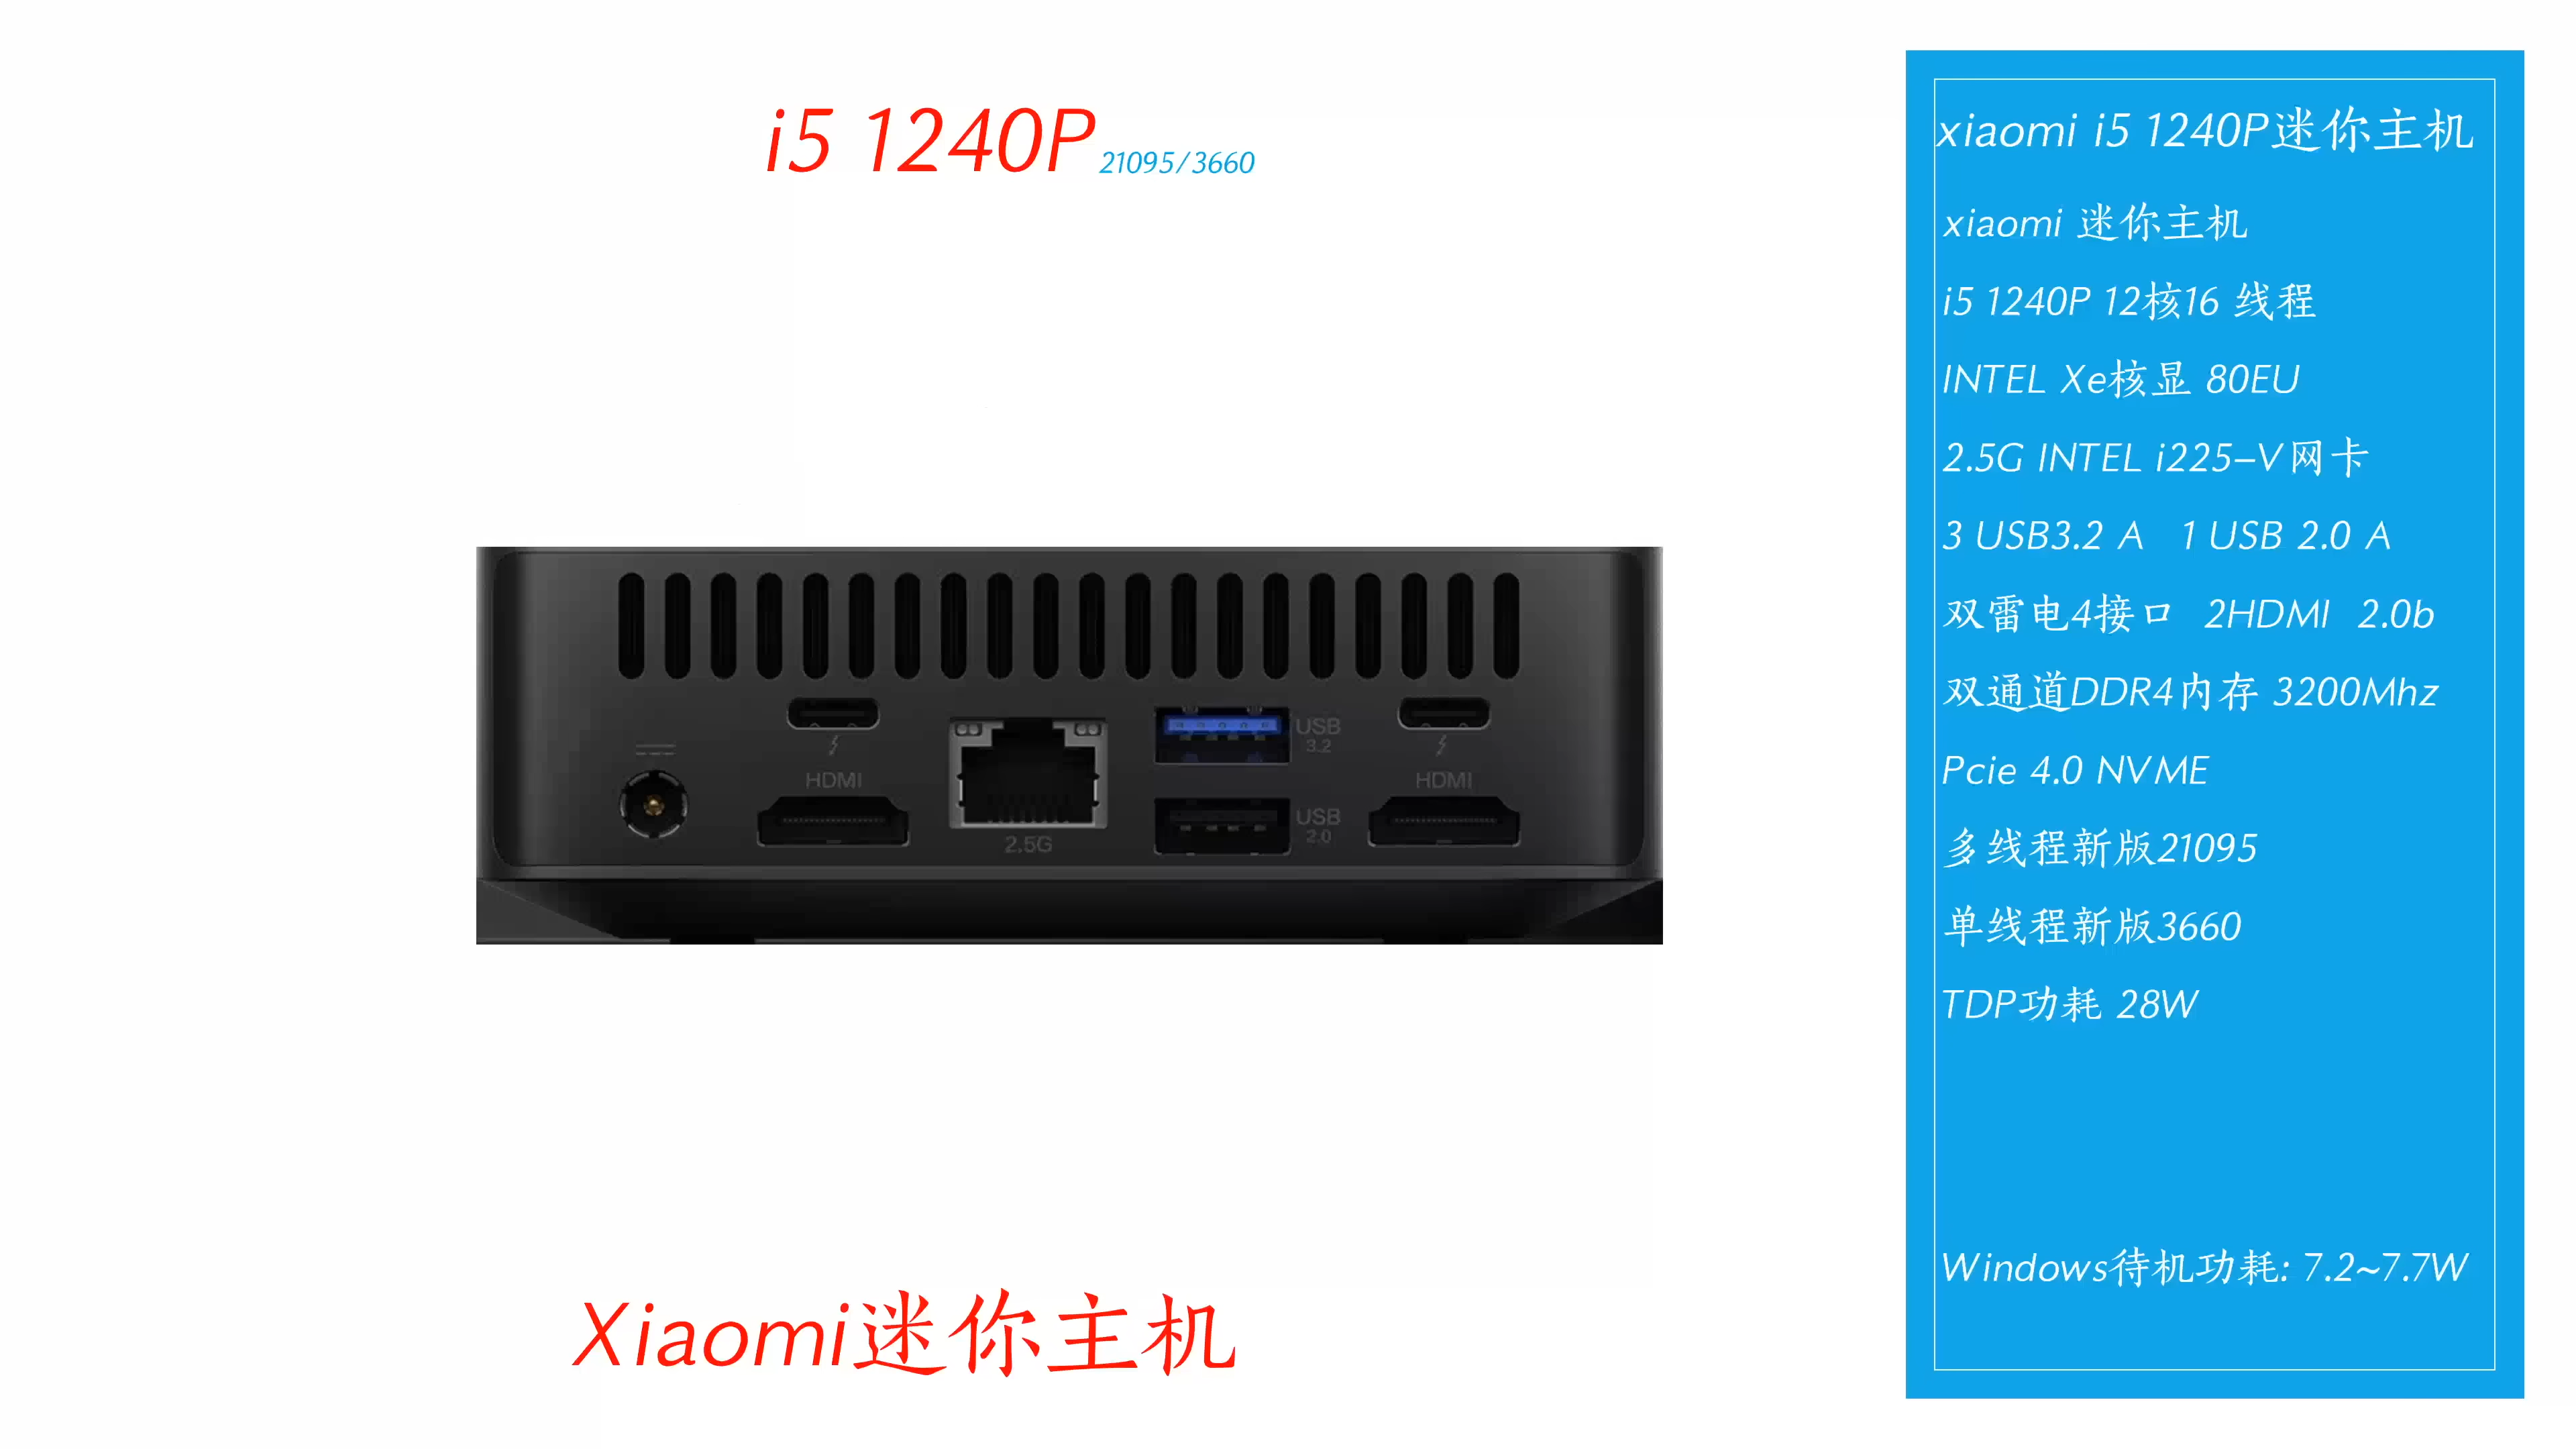 i5 1240P 21095/3660
HDMI
2.5G
USB
3.2
USB
2.0
HDMI
Xiaomi迷你主机
xiaomi i5 1240P迷你主机
xiaomi 迷你主机
i5 1240P 12核16 线程
INTEL Xe核显 80EU
2.5G INTEL i225-V网卡
3 USB3.2 A 1 USB 2.0 A
双雷电4接口 2HDMI 2.0b
双通道DDR4内存 3200Mhz
Pcie 4.0 NVME
多线程新版21095
单线程新版3660
TDP功耗 28W
Windows待机功耗: 7.2~7.7W